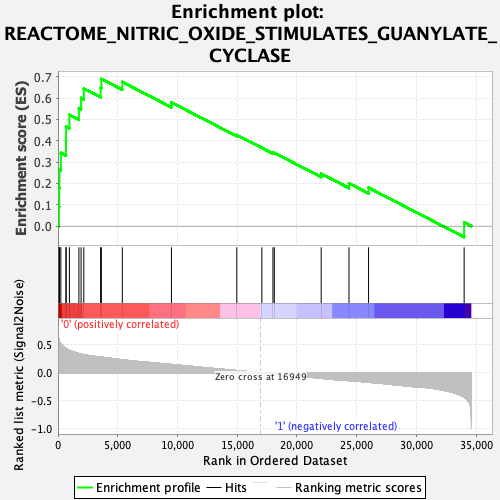 Enrichment plot:
REACTOME_NITRIC_OXIDE_STIMULATES_GUANYLATE_
CYCLASE
Enrichment score (ES)
0.7
0.6
0.5
0.4
0.3
0.2
0.1
0.0
'0' (positively correlated)
Ranked list metric (Signal2Noise)
0.5
0.0
-0.5
-1.0
Zero cross at 16949
'1' (negatively correlated)
0
5,000
10,000
15,000
20,000
25,000
30,000
35,000
Rank in Ordered Dataset
Enrichment profile
Hits
Ranking metric scores